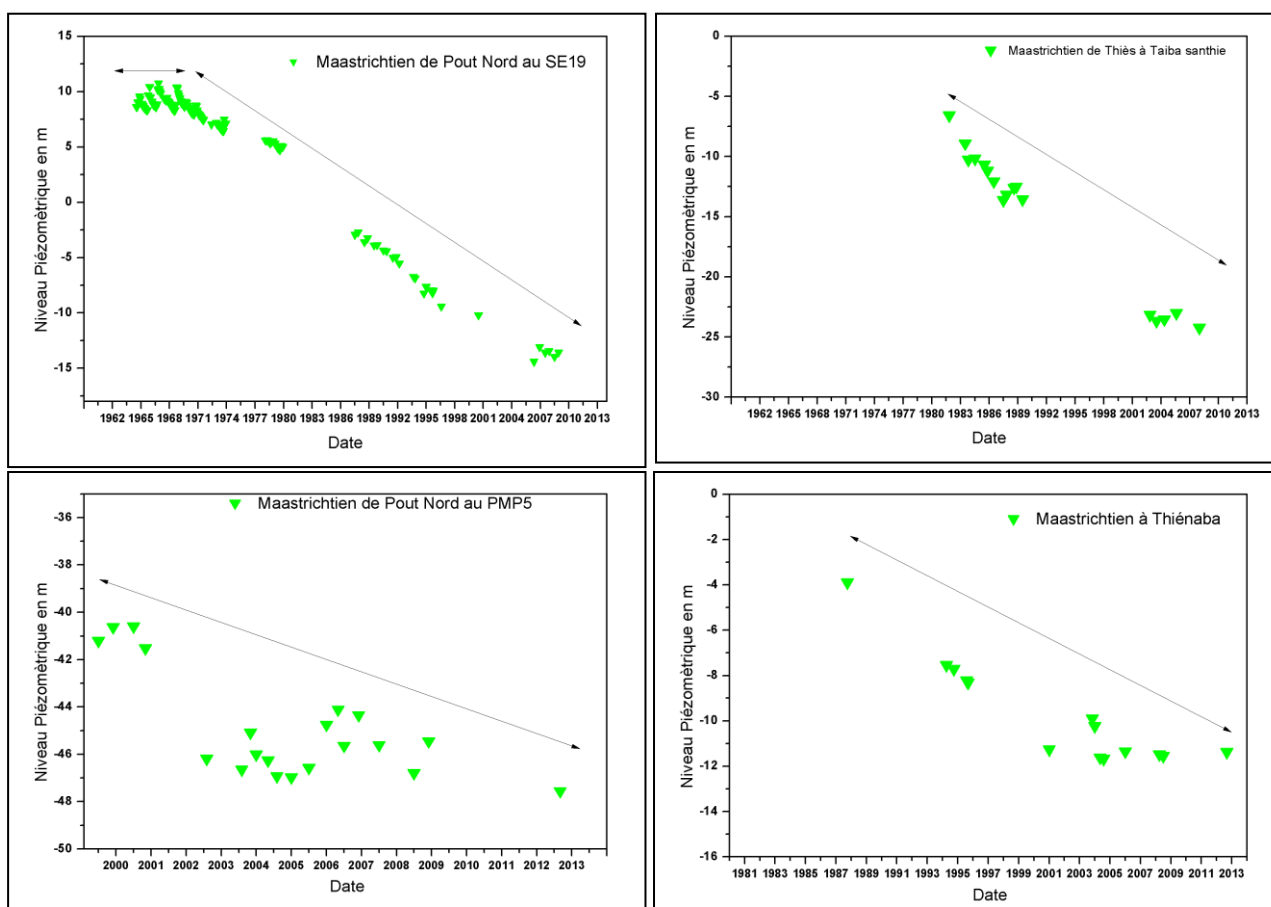 Maastrichtien de Pout Nord au SE19
Niveau Piézomètrique en m
15
10
5
0
-5
-10
-15
1962 1965 1968 1971 1974 1977 1980 1983 1986 1989 1992 1995 1998 2001 2004 2007 2010 2013
Date
Maastrichtien de Thiès à Taiba santhie
Niveau Piézomètrique en m
0
-5
-10
-15
-20
-25
-30
1962 1965 1968 1971 1974 1977 1980 1983 1986 1989 1992 1995 1998 2001 2004 2007 2010 2013
Date
Maastrichtien de Pout Nord au PMP5
Niveau Piézomètrique en m
-36
-38
-40
-42
-44
-46
-48
-50
2000 2001 2002 2003 2004 2005 2006 2007 2008 2009 2010 2011 2012 2013
Date
Maastrichtien à Thiénaba
Niveau Piézomètrique en m
0
-2
-4
-6
-8
-10
-12
-14
-16
1981 1983 1985 1987 1989 1991 1993 1995 1997 1999 2001 2003 2005 2007 2009 2011 2013
Date